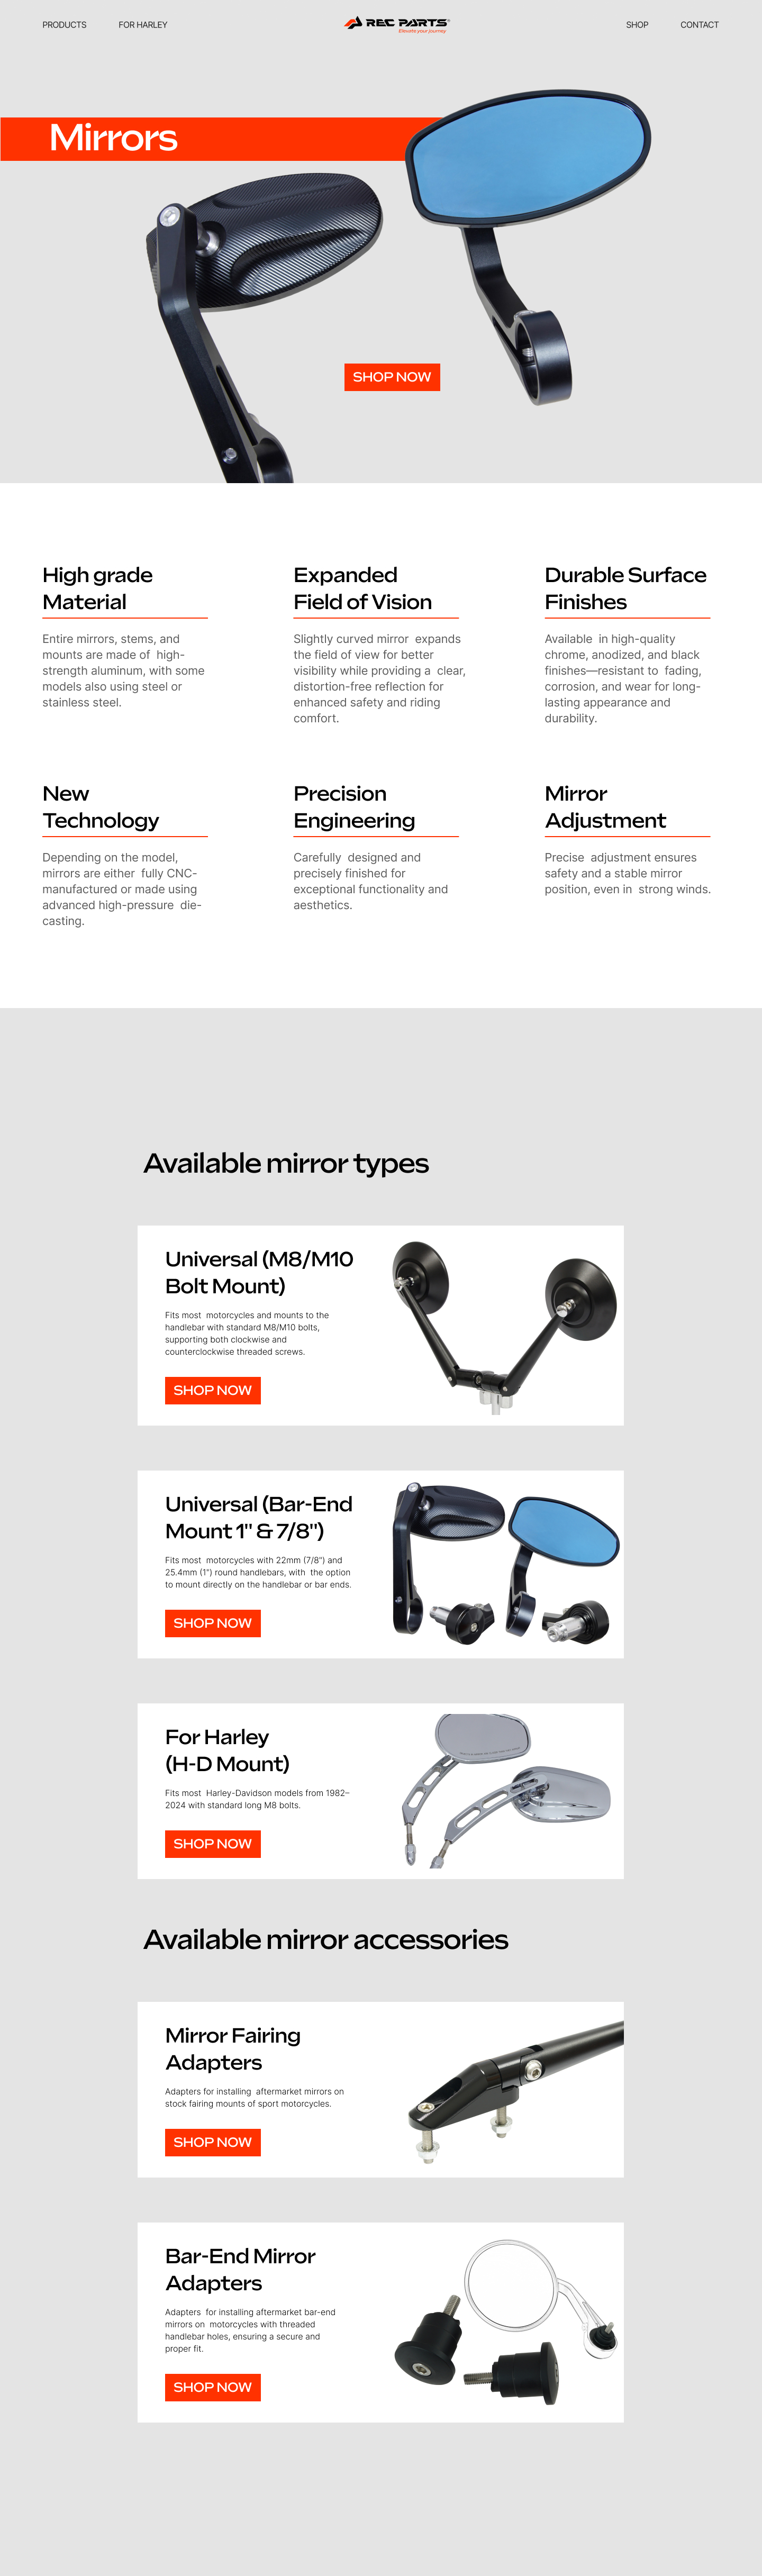 PRODUCTS
FOR HARLEY
REC PARTS®
Elevate your journey
SHOP
CONTACT
Mirrors
SHOP NOW
High grade
Material
Entire mirrors, stems, and
mounts are made of high-
strength aluminum, with some
models also using steel or
stainless steel.
Expanded
Field of Vision
Slightly curved mirror expands
the field of view for better
visibility while providing a clear,
distortion-free reflection for
enhanced safety and riding
comfort.
Durable Surface
Finishes
Available in high-quality
chrome, anodized, and black
finishes—resistant to fading,
corrosion, and wear for long-
lasting appearance and
durability.
New
Technology
Depending on the model,
mirrors are either fully CNC-
manufactured or made using
advanced high-pressure die-
casting.
Precision
Engineering
Carefully designed and
precisely finished for
exceptional functionality and
aesthetics.
Mirror
Adjustment
Precise adjustment ensures
safety and a stable mirror
position, even in strong winds.
Available mirror types
Universal (M8/M10
Bolt Mount)
Fits most motorcycles and mounts to the
handlebar with standard M8/M10 bolts,
supporting both clockwise and
counterclockwise threaded screws.
SHOP NOW
Universal (Bar-End
Mount 1" & 7/8")
Fits most motorcycles with 22mm (7/8") and
25.4mm (1") round handlebars, with the option
to mount directly on the handlebar or bar ends.
SHOP NOW
For Harley
(H-D Mount)
Fits most Harley-Davidson models from 1982–
2024 with standard long M8 bolts.
SHOP NOW
Available mirror accessories
Mirror Fairing
Adapters
Adapters for installing aftermarket mirrors on
stock fairing mounts of sport motorcycles.
SHOP NOW
Bar-End Mirror
Adapters
Adapters for installing aftermarket bar-end
mirrors on motorcycles with threaded
handlebar holes, ensuring a secure and
proper fit.
SHOP NOW